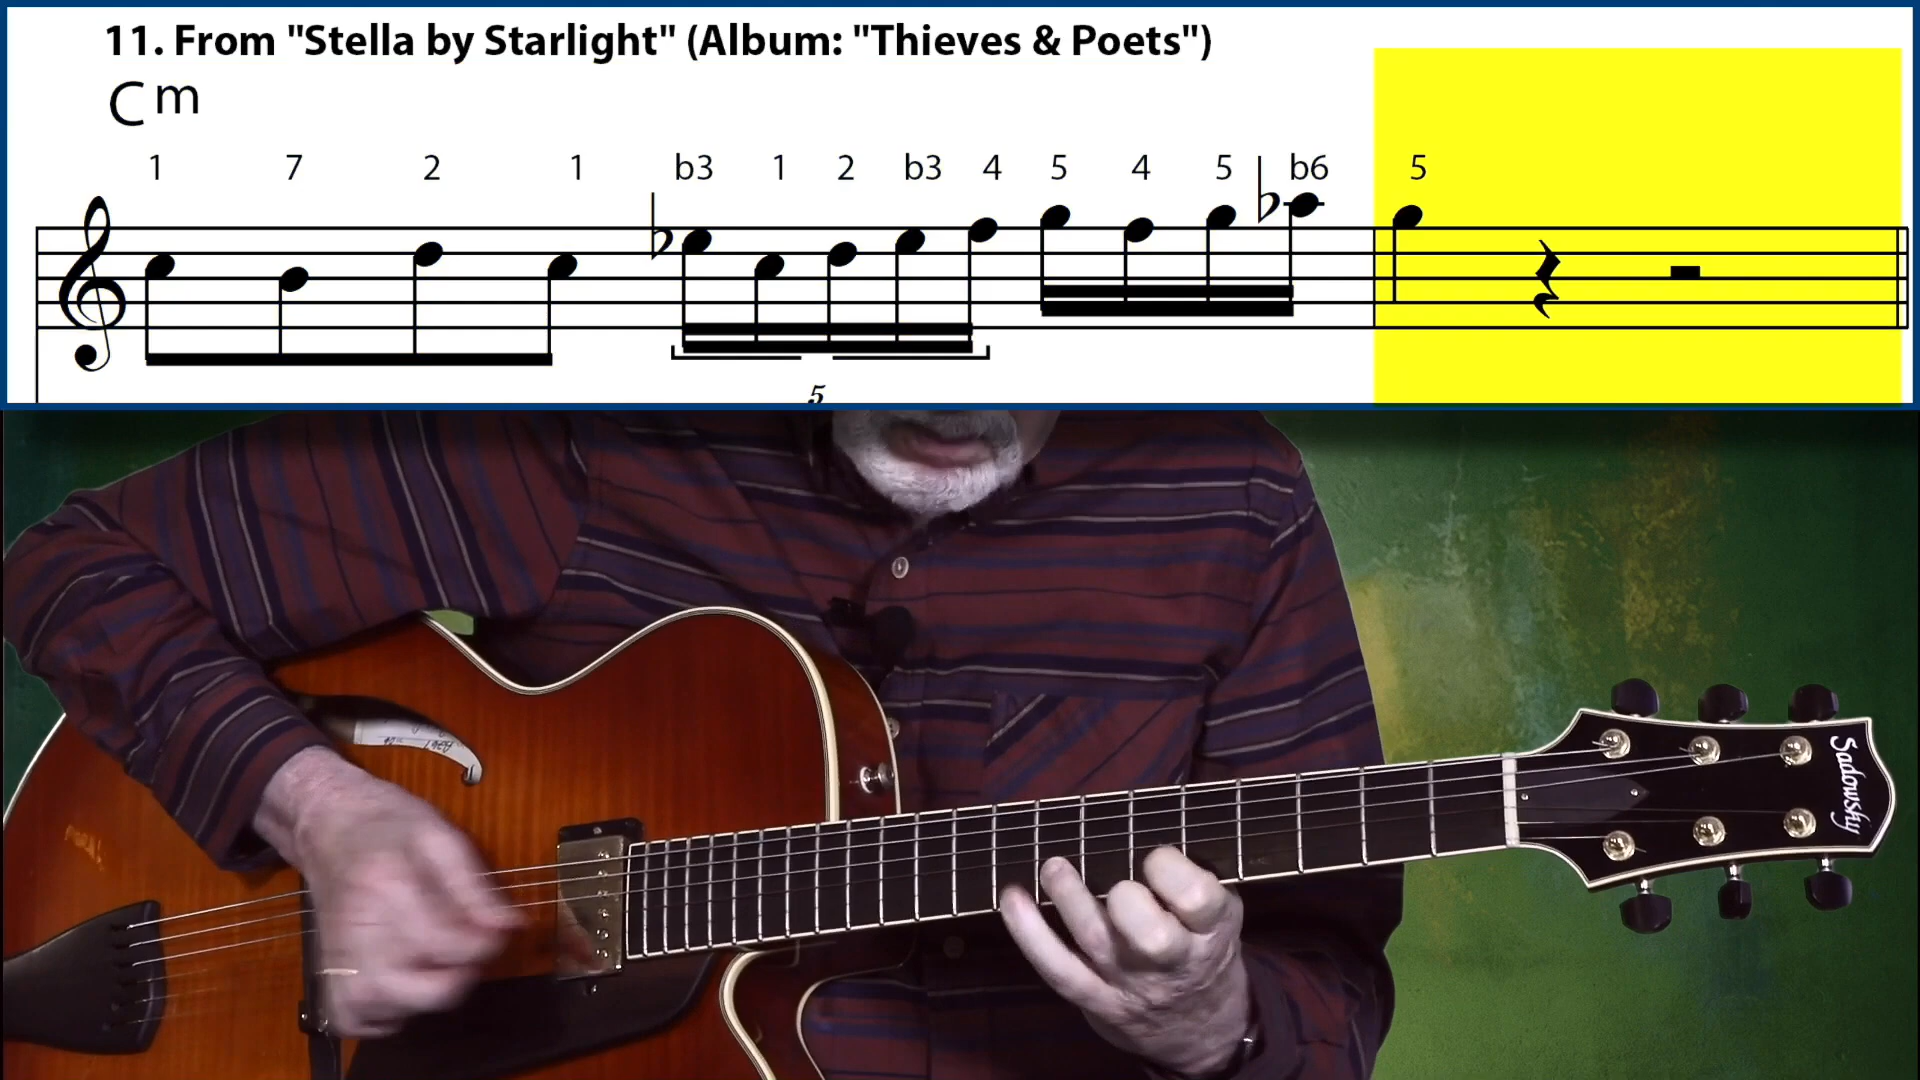 11. From "Stella by Starlight" (Album: "Thieves & Poets")
Cm
1 7 2 1 b3 1 2 b3 4 5 4 5 b6 5
5
Sadowsky